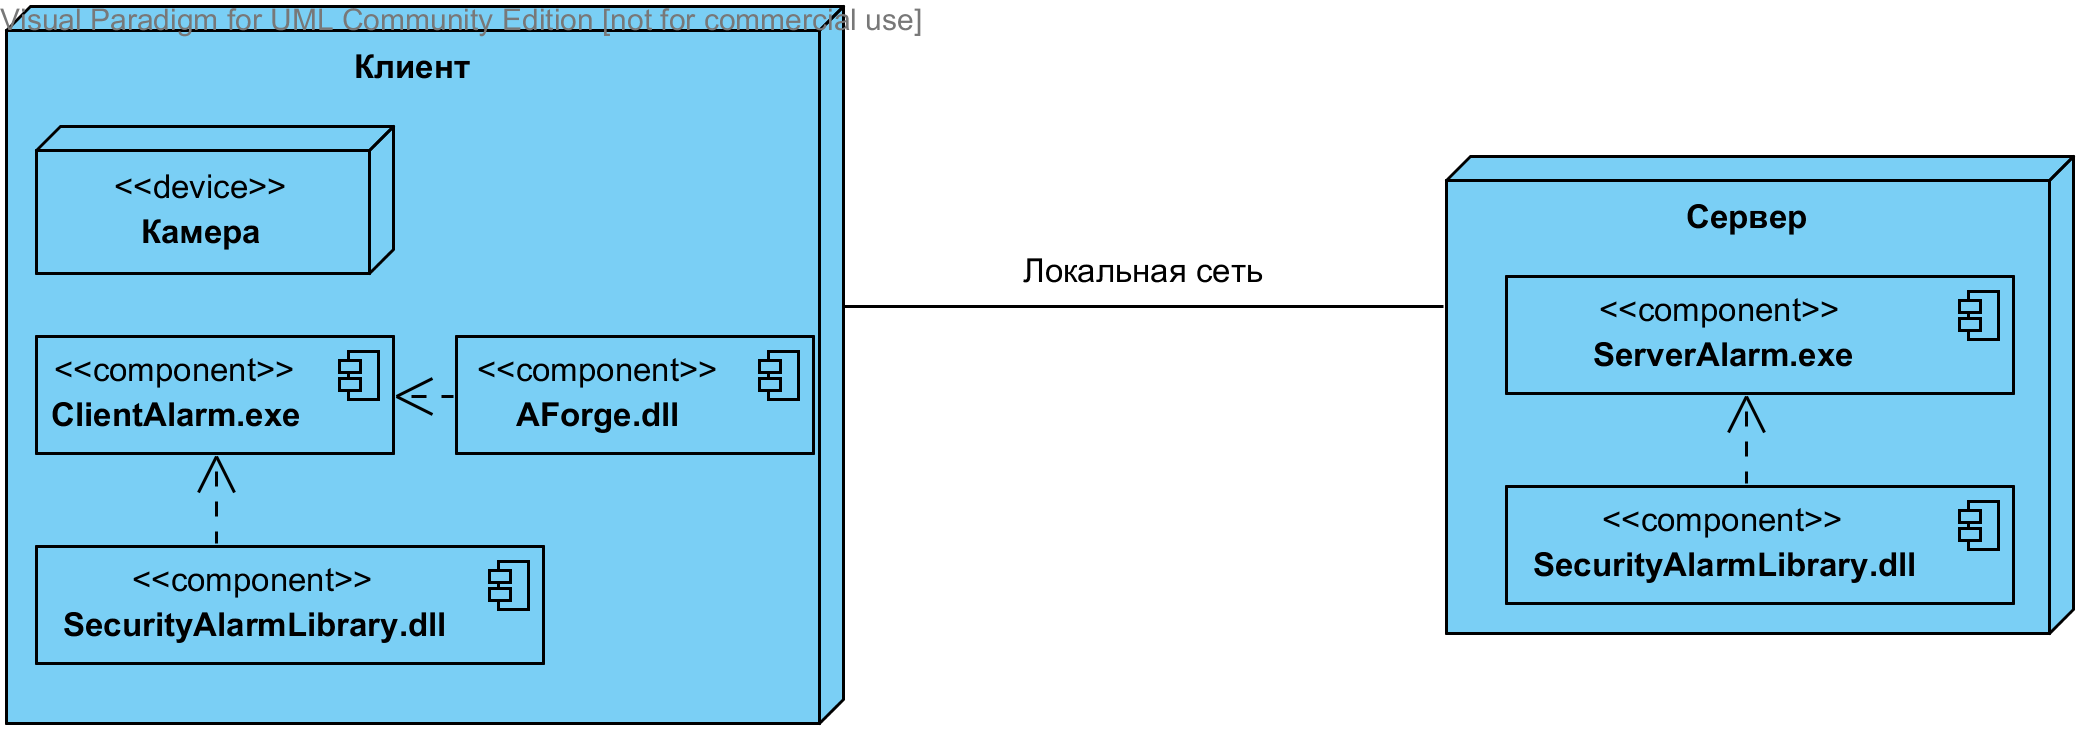 Visual Paradigm for UML Community Edition [not for commercial use]
Клиент
<<device>>
Камера
<<component>>
ClientAlarm.exe
<<component>>
AForge.dll
<<component>>
SecurityAlarmLibrary.dll
Локальная сеть
Сервер
<<component>>
ServerAlarm.exe
<<component>>
SecurityAlarmLibrary.dll